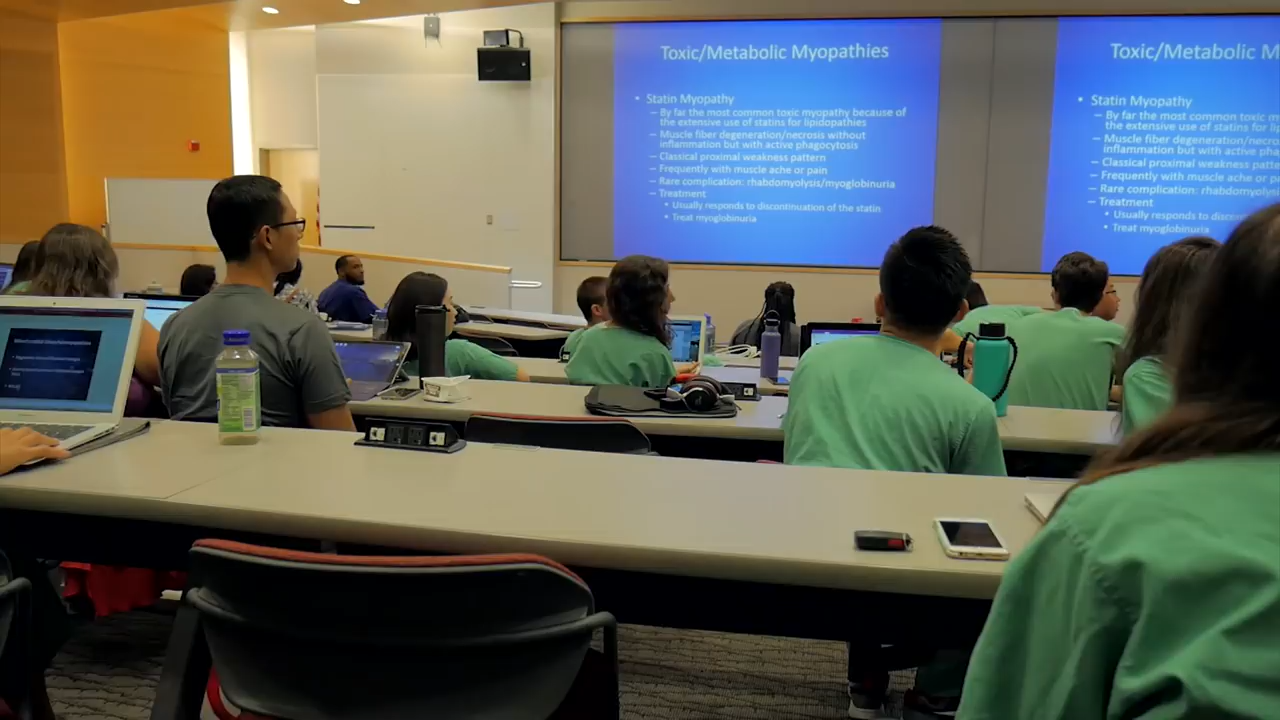 Toxic/Metabolic Myopathies
• Statin Myopathy
– By far the most common toxic myopathy because of
the extensive use of statins for lipidopathies
– Muscle fiber degeneration/necrosis without
inflammation but with active phagocytosis
– Classical proximal weakness pattern
– Frequently with muscle ache or pain
– Rare complication: rhabdomyolysis/myoglobinuria
– Treatment
• Usually responds to discontinuation of the statin
• Treat myoglobinuria
Toxic/Metabolic M
• Statin Myopathy
– By far the most common toxic m
the extensive use of statins for lip
– Muscle fiber degeneration/necro
inflammation but with active pha
– Classical proximal weakness patte
– Frequently with muscle ache or p
– Rare complication: rhabdomyolysi
– Treatment
• Usually responds to discon
• Treat myoglobinuria